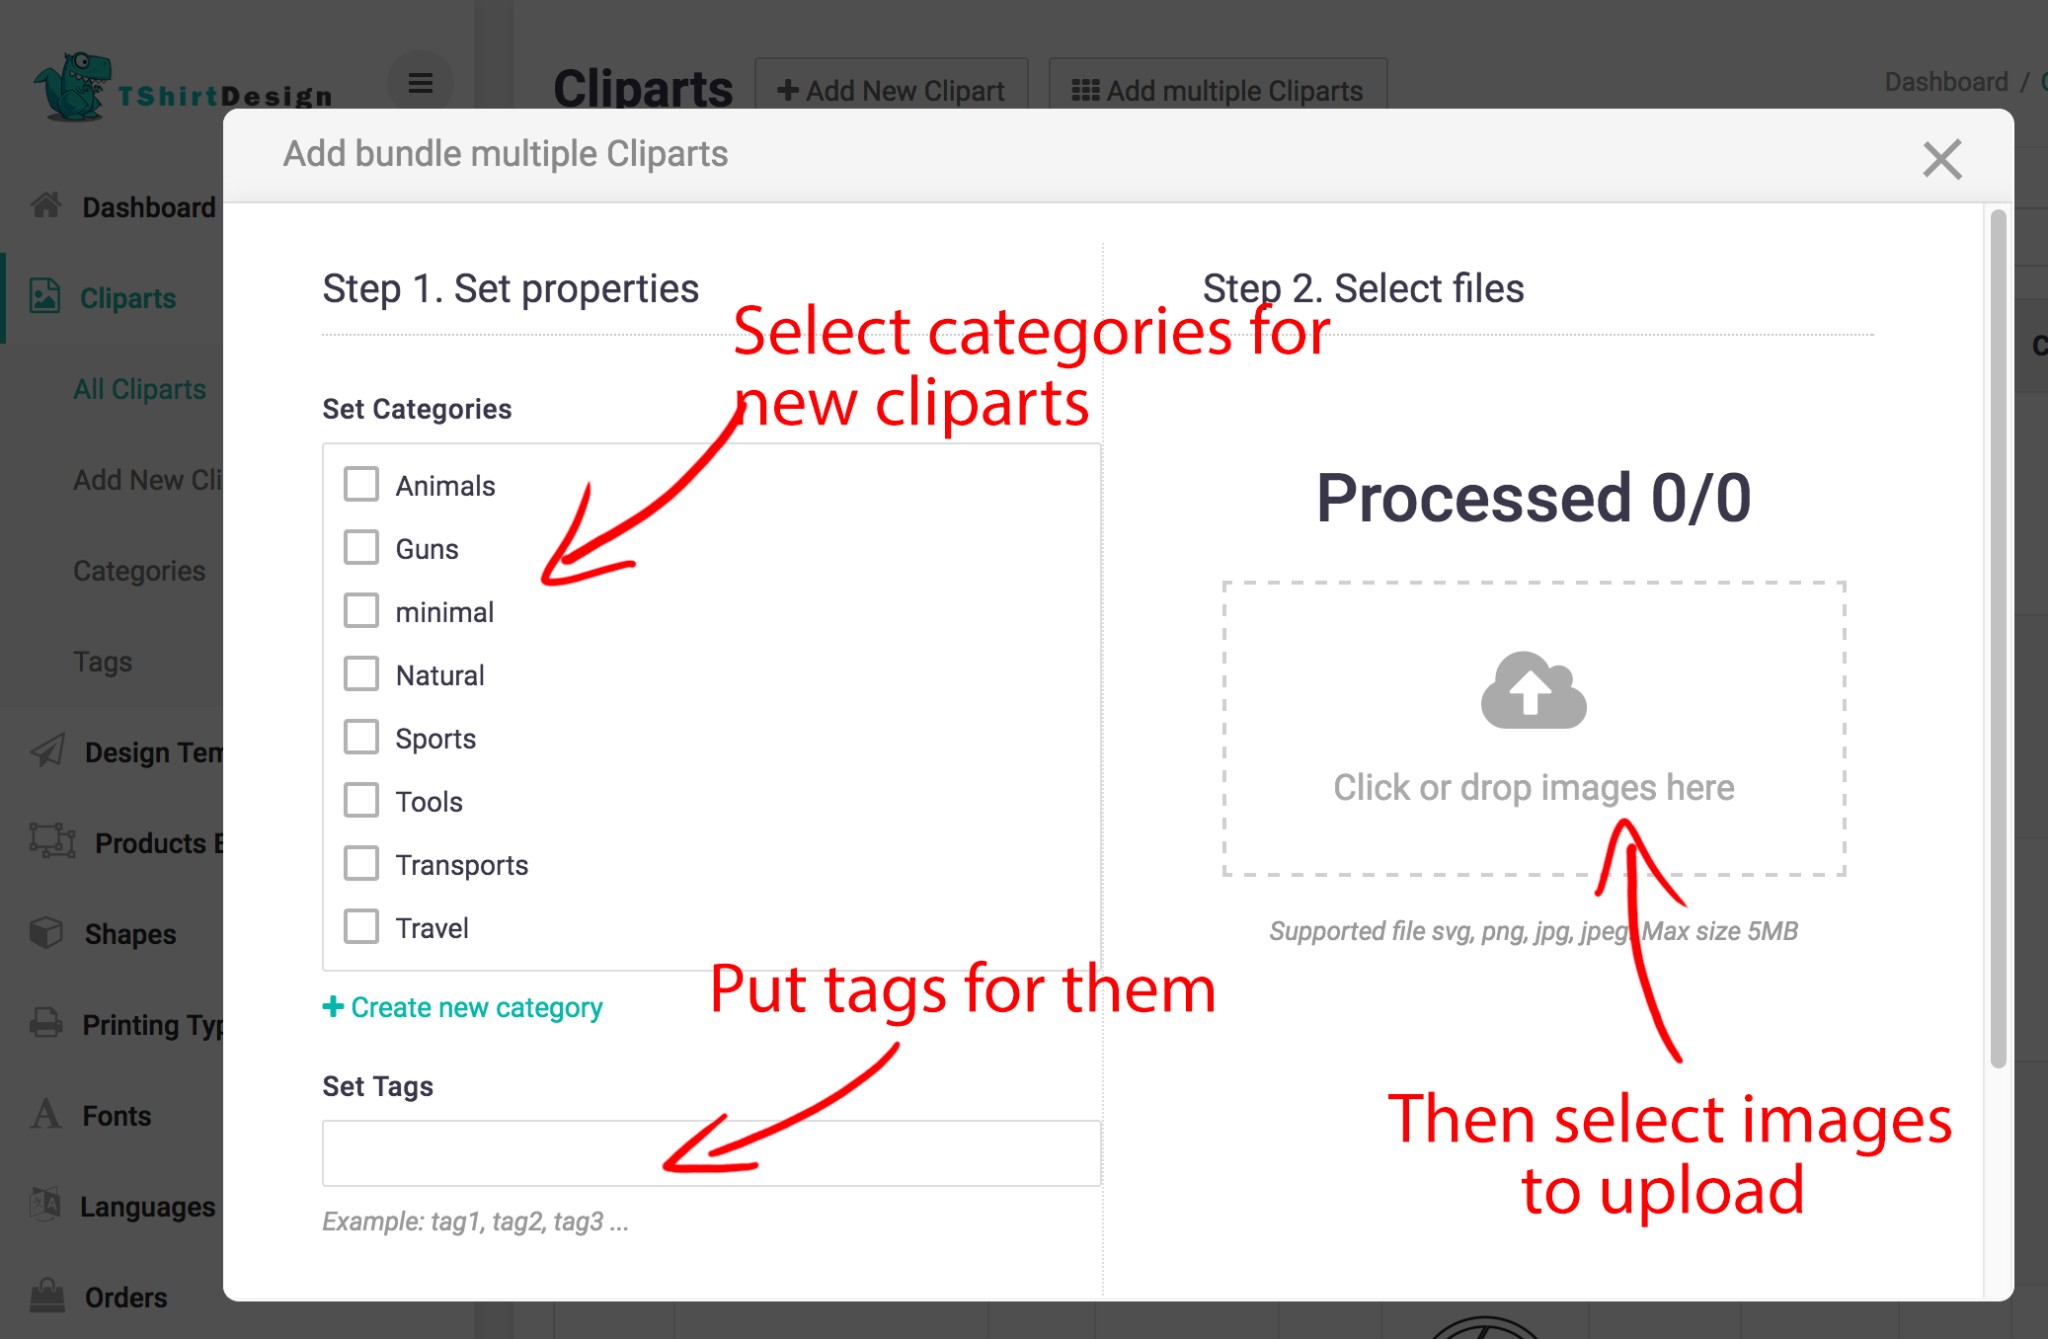 TShirtDesign
Cliparts
Add New Clipart
Add multiple Cliparts
Dashboard /
Add bundle multiple Cliparts
Dashboard
Cliparts
All Cliparts
Add New Cli
Categories
Tags
Design Tem
Products
Shapes
Printing Typ
Fonts
Languages
Orders
Step 1. Set properties
Select categories for
new cliparts
Set Categories
Animals
Guns
minimal
Natural
Sports
Tools
Transports
Travel
+ Create new category
Put tags for them
Set Tags
Example: tag1, tag2, tag3 ...
Step 2. Select files
Processed 0/0
Click or drop images here
Supported file svg, png, jpg, jpeg. Max size 5MB
Then select images
to upload